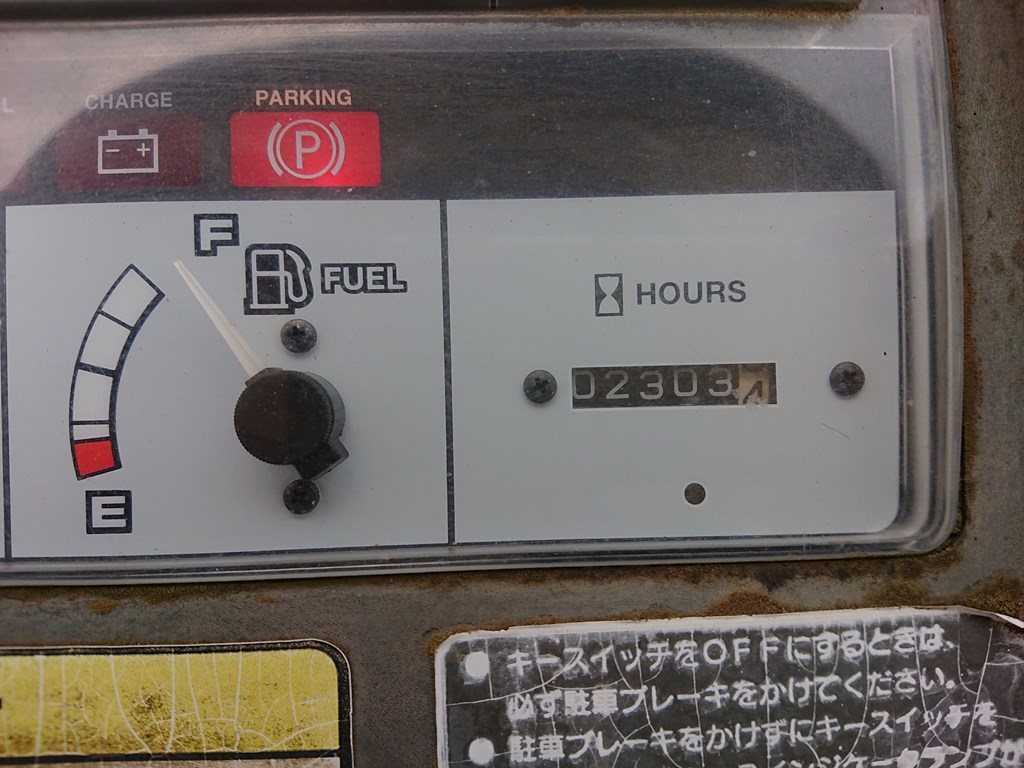 L
CHARGE
PARKING
P
F
FUEL
E
HOURS
02303
キースイッチをOFFにするときは、
必ず駐車ブレーキをかけてください。
駐車ブレーキをかけずにキースイッチを